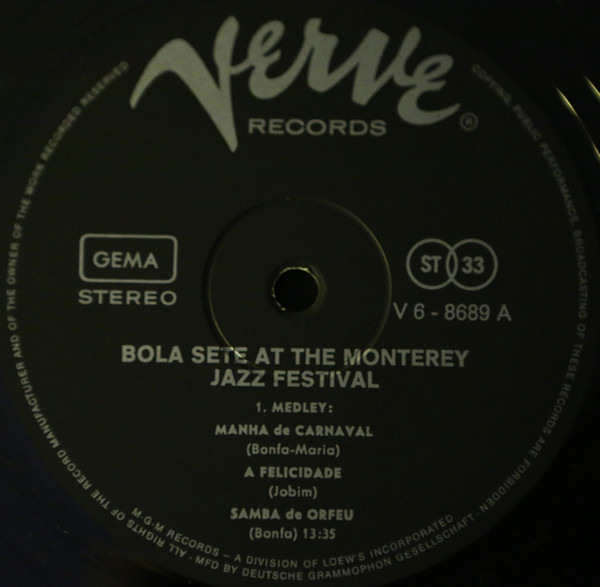 Verve
RECORDS ®
GEMA
STEREO
ST 33
V 6 - 8689 A
BOLA SETE AT THE MONTEREY
JAZZ FESTIVAL
1. MEDLEY:
MANHA de CARNAVAL
(Bonfa-Maria)
A FELICIDADE
(Jobim)
SAMBA de ORFEU
(Bonfa) 13:35
M·G·M RECORDS – A DIVISION OF LOEW'S INCORPORATED
· ALL RIGHTS OF THE RECORD MANUFACTURER AND OF THE OWNER OF THE WORK RECORDED RESERVED
COPYING, PUBLIC PERFORMANCE, BROADCASTING OF THESE RECORDS ARE FORBIDDEN ·
MFD BY DEUTSCHE GRAMMOPHON GESELLSCHAFT ·